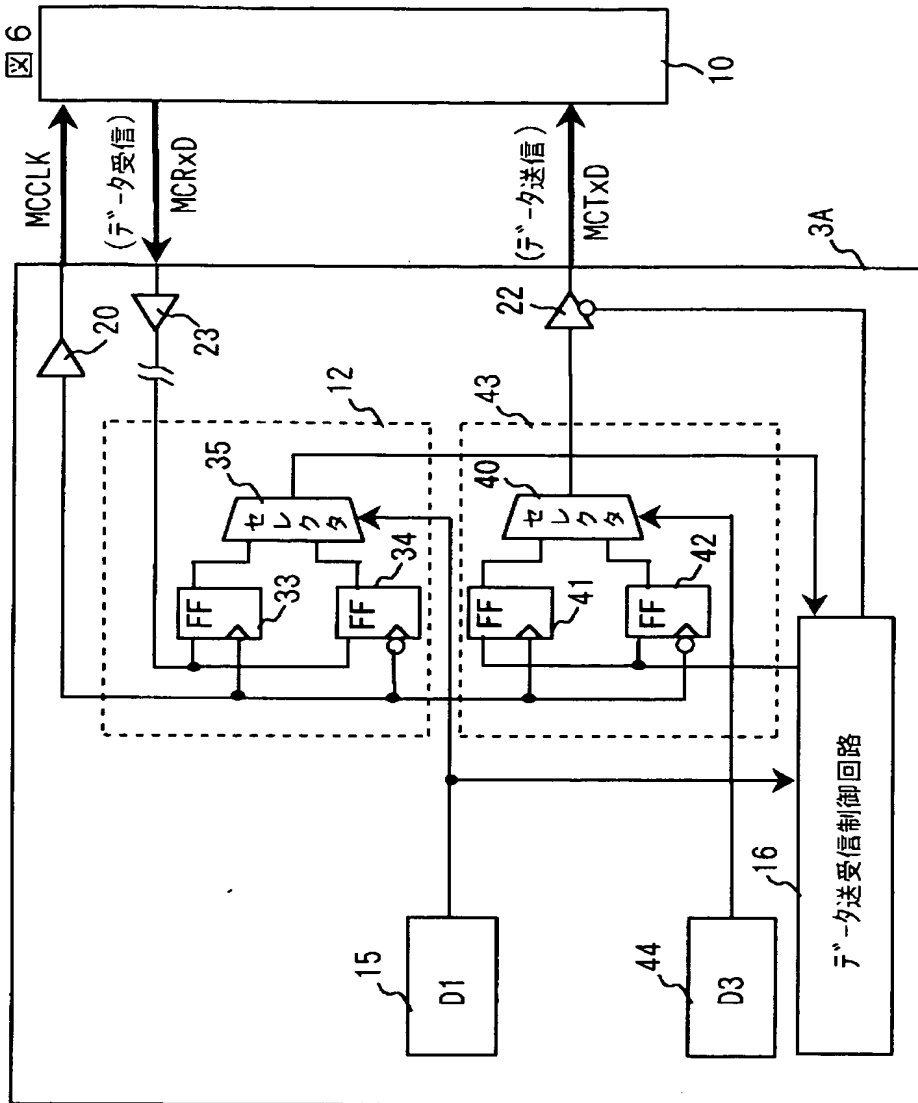 図6
MCCLK
(データ受信)
MCRxD
(データ送信)
MCTxD
10
3A
20
23
22
12
43
35
セレクタ
40
セレクタ
FF
33
FF
34
FF
41
FF
42
15
D1
44
D3
16
データ送受信制御回路